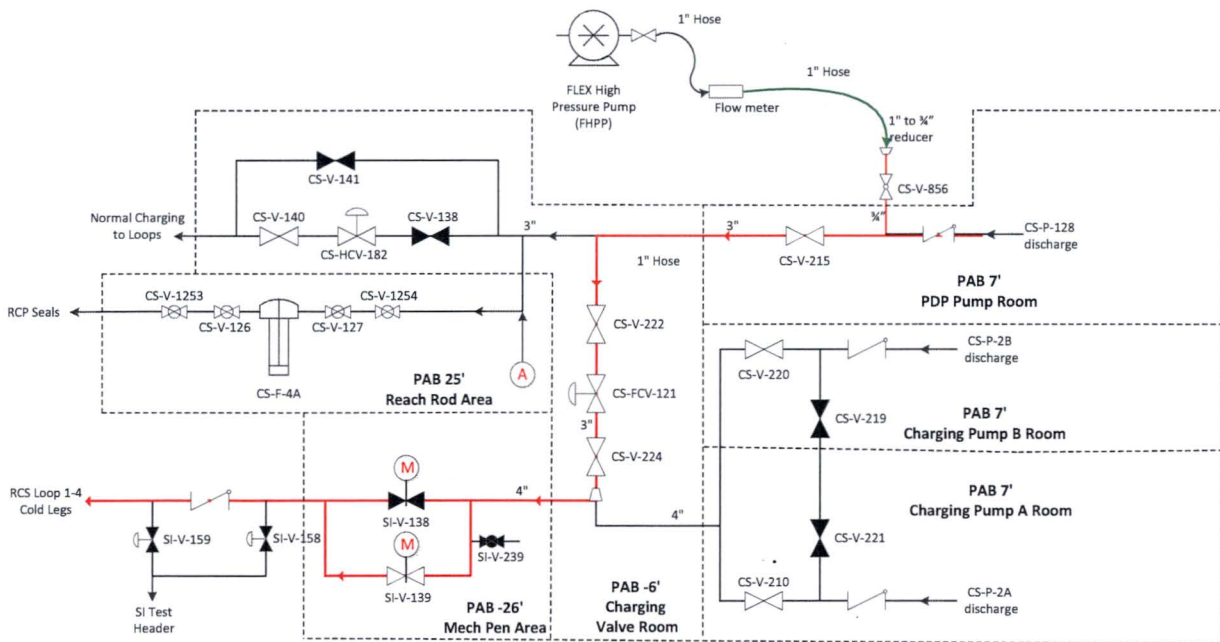 1" Hose
1" Hose
FLEX High
Pressure Pump
(FHPP)
Flow meter
1" to ¾"
reducer
CS-V-856
¾"
CS-V-141
CS-V-140
CS-V-138
CS-HCV-182
Normal Charging
to Loops
3"
3"
3"
CS-V-215
CS-P-128
discharge
1" Hose
PAB 7'
PDP Pump Room
CS-V-1253
CS-V-1254
CS-V-126
CS-V-127
RCP Seals
CS-F-4A
A
PAB 25'
Reach Rod Area
CS-V-222
CS-FCV-121
3"
CS-V-224
CS-P-2B
discharge
CS-V-220
CS-V-219
PAB 7'
Charging Pump B Room
RCS Loop 1-4
Cold Legs
M
SI-V-138
M
SI-V-139
SI-V-239
4"
4"
SI-V-159
SI-V-158
SI Test
Header
PAB -26'
Mech Pen Area
PAB -6'
Charging
Valve Room
PAB 7'
Charging Pump A Room
CS-V-221
CS-V-210
CS-P-2A
discharge